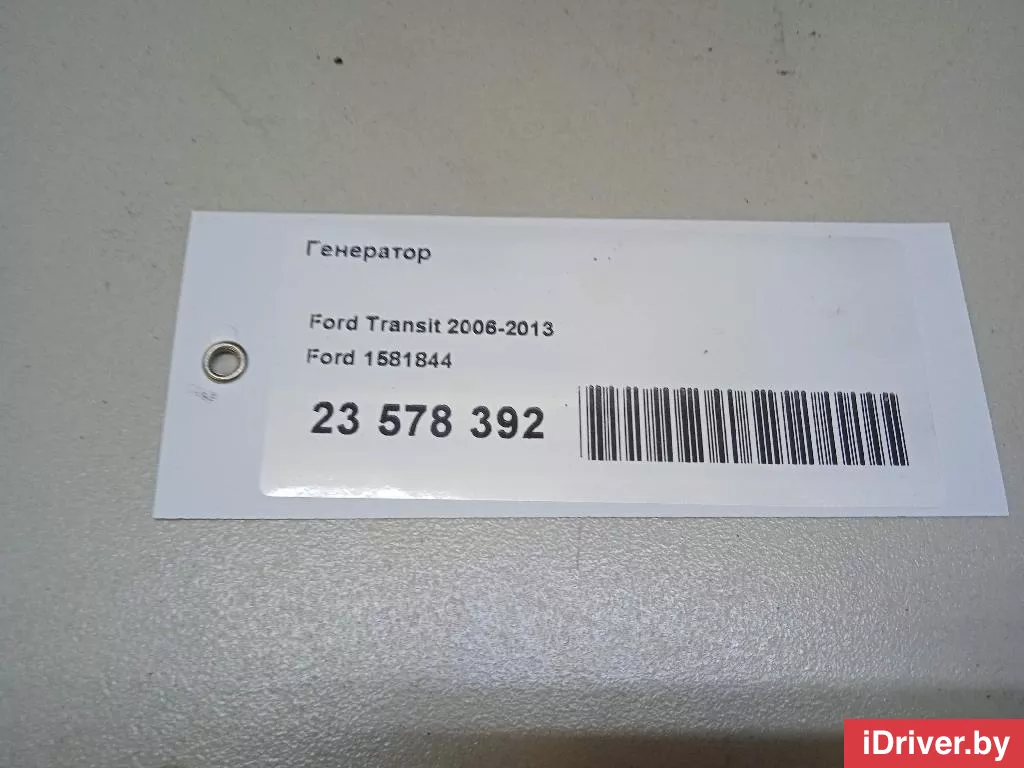 Генератор
Ford Transit 2006-2013
Ford 1581844
23 578 392
iDriver.by